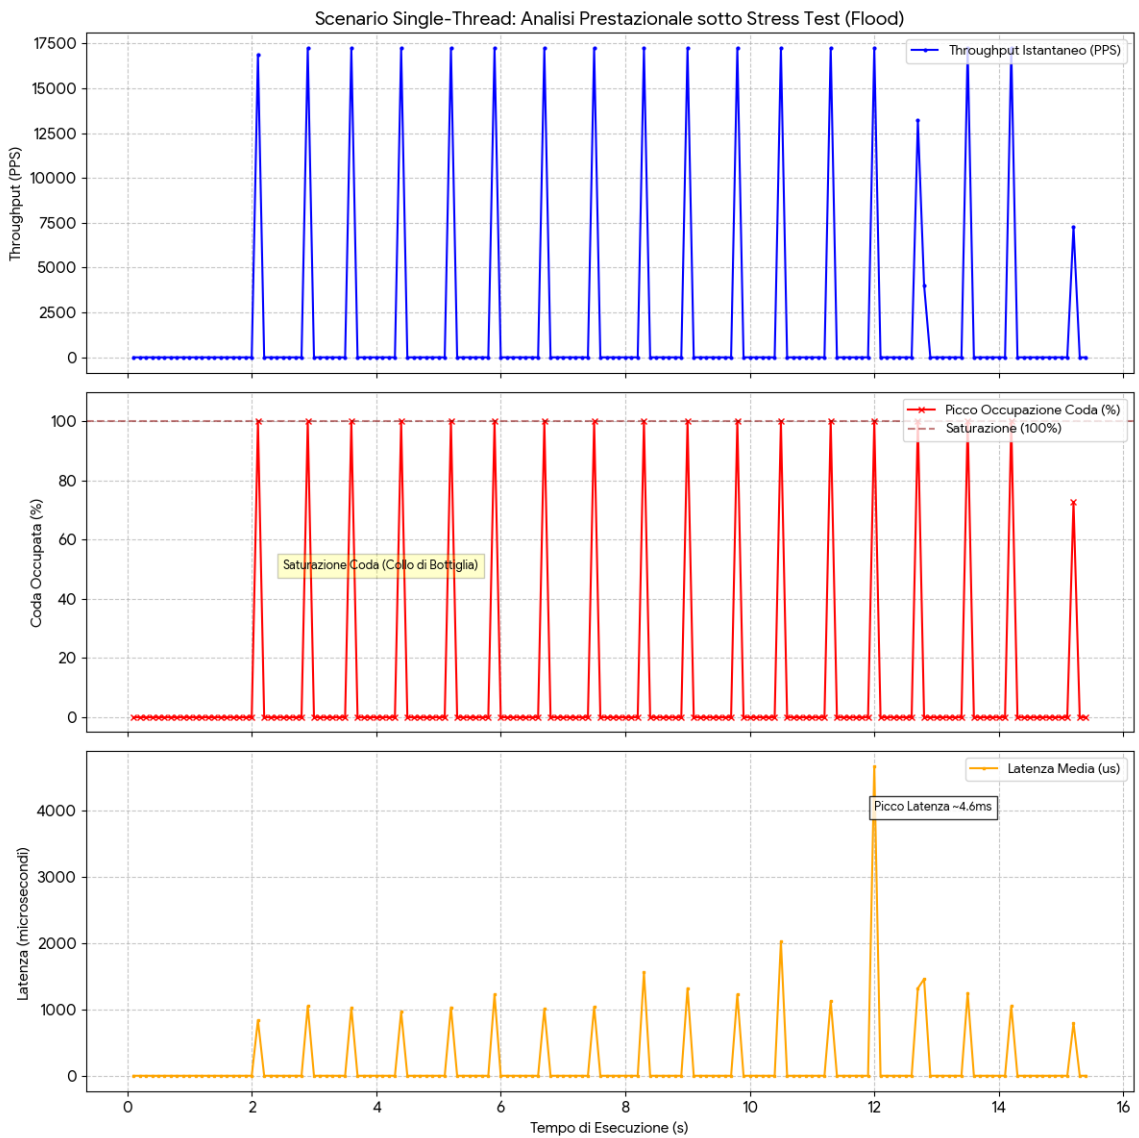 Scenario Single-Thread: Analisi Prestazionale sotto Stress Test (Flood)
17500
15000
12500
10000
7500
5000
2500
0
Throughput (PPS)
Throughput Istantaneo (PPS)
100
80
60
40
20
0
Coda Occupata (%)
Picco Occupazione Coda (%)
Saturazione (100%)
Saturazione Coda (Collo di Bottiglia)
4000
3000
2000
1000
0
Latenza (microsecondi)
Latenza Media (us)
Picco Latenza ~4.6ms
0 2 4 6 8 10 12 14 16
Tempo di Esecuzione (s)